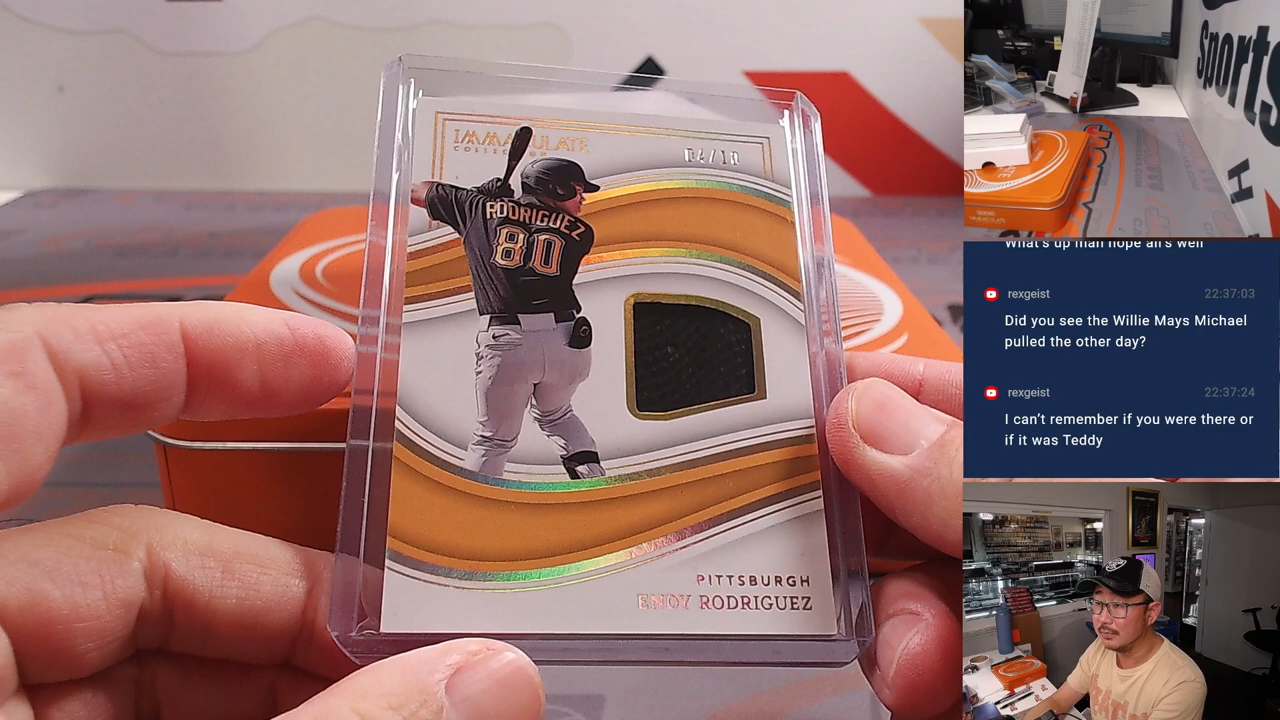 IMMACULATE
COLLECTION
04/10
RODRIGUEZ
80
PITTSBURGH
ENDY RODRIGUEZ
sports
What's up man hope all's well
rexgeist
22:37:03
Did you see the Willie Mays Michael
pulled the other day?
rexgeist
22:37:24
I can't remember if you were there or
if it was Teddy